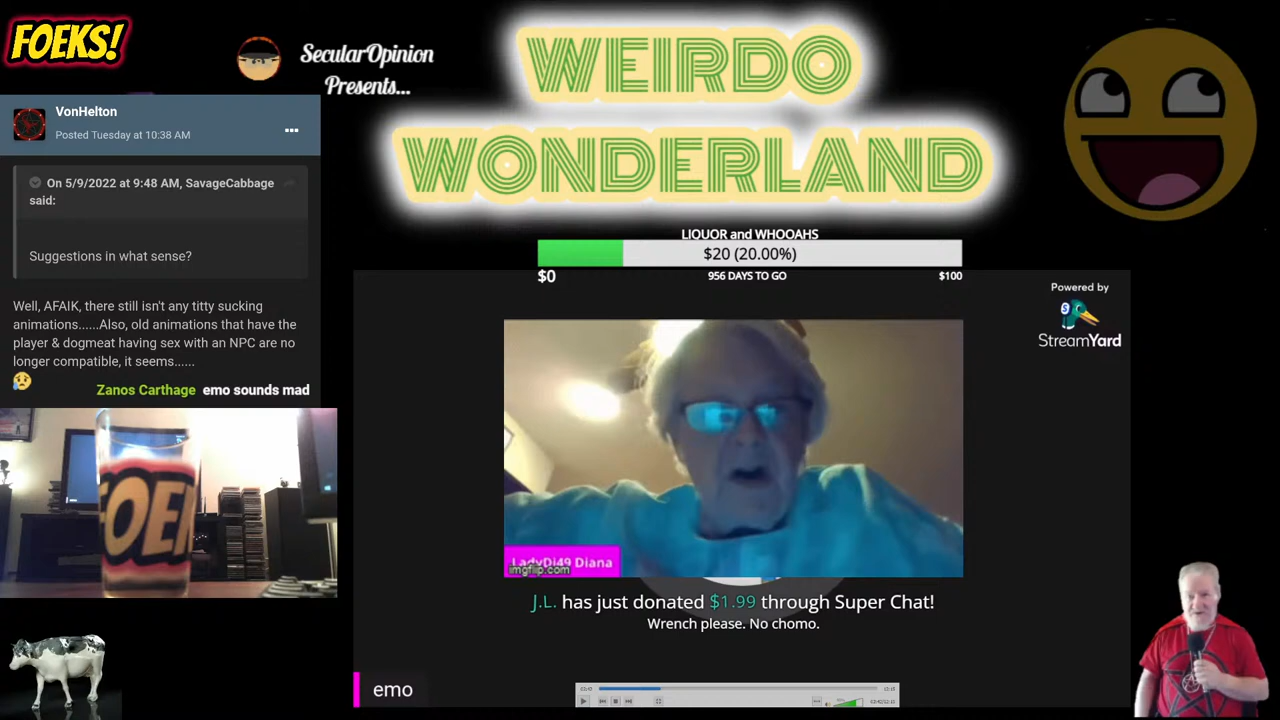 FOEKS!
SecularOpinion
Presents...
WEIRDO
WONDERLAND
VonHelton
Posted Tuesday at 10:38 AM
On 5/9/2022 at 9:48 AM, SavageCabbage
said:
Suggestions in what sense?
Well, AFAIK, there still isn't any titty sucking
animations......Also, old animations that have the
player & dogmeat having sex with an NPC are no
longer compatible, it seems......
Zanos Carthage emo sounds mad
LIQUOR and WHOOAHS
$20 (20.00%)
$0 956 DAYS TO GO $100
Powered by
StreamYard
FOEK
LadyDi49 Diana
imgflip.com
J.L. has just donated $1.99 through Super Chat!
Wrench please. No chomo.
emo